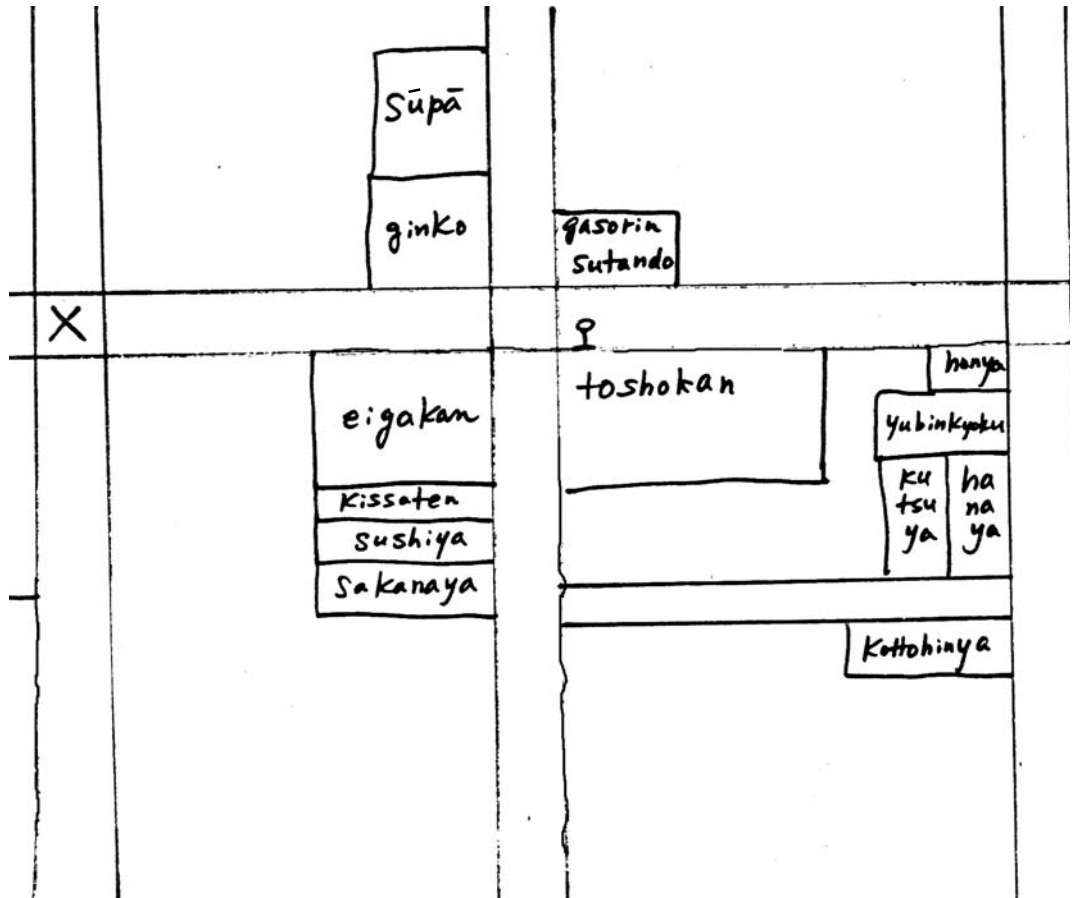 Sūpā
ginko
gasorin
sutando
X
eigakan
toshokan
honya
yubinkyoku
kissaten
ku
tsu
ya
ha
na
ya
sushiya
sakanaya
Kottohinya